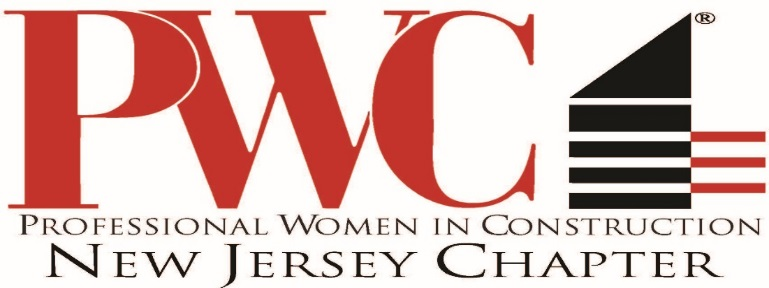 PWC ®
PROFESSIONAL WOMEN IN CONSTRUCTION
NEW JERSEY CHAPTER